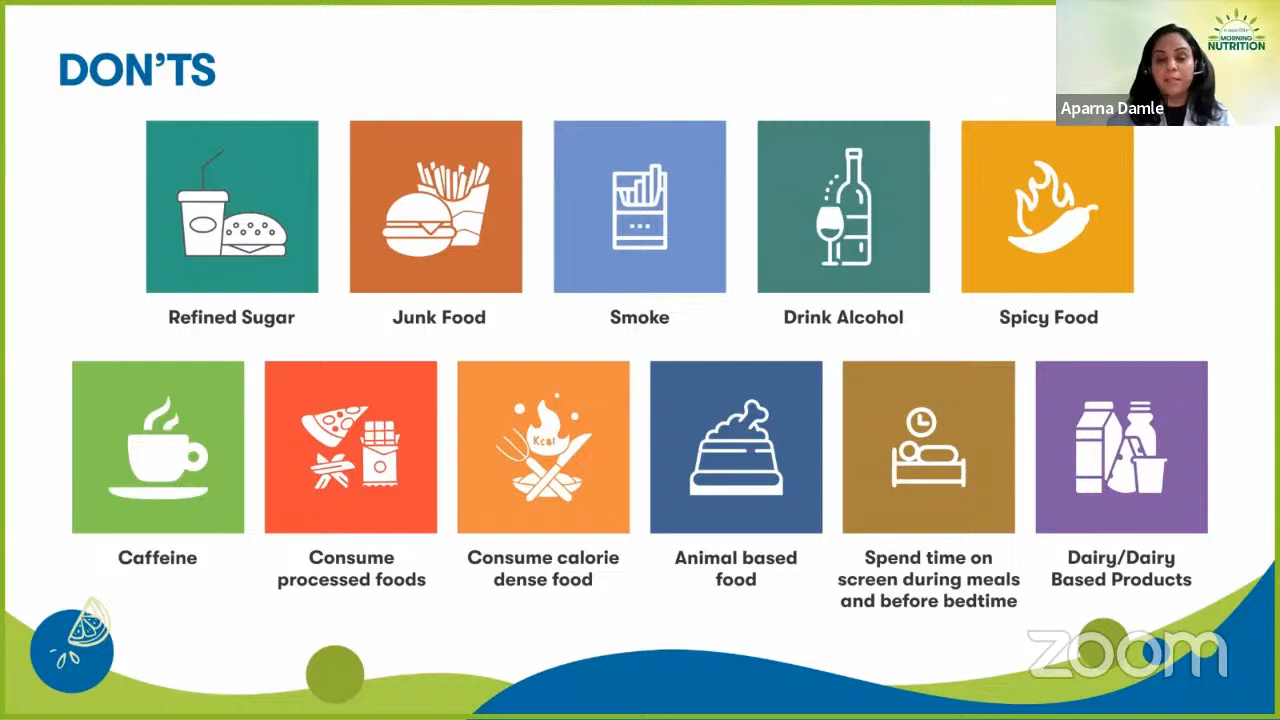 DON'TS
MORNING
NUTRITION
Aparna Damle
Refined Sugar
Junk Food
Smoke
Drink Alcohol
Spicy Food
Kcal
Caffeine
Consume
processed foods
Consume calorie
dense food
Animal based
food
Spend time on
screen during meals
and before bedtime
Dairy/Dairy
Based Products
zoom